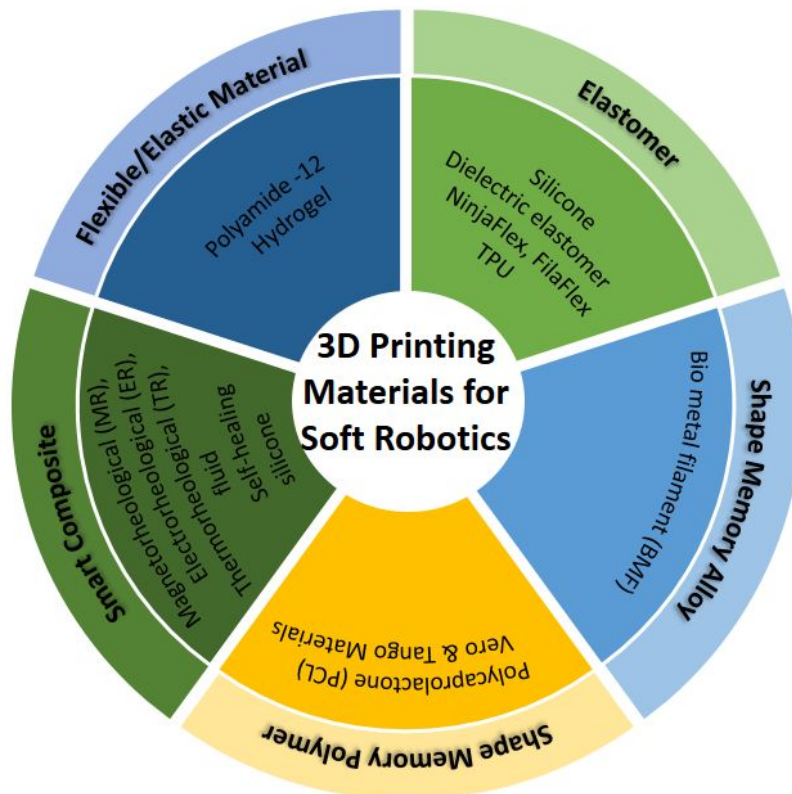 3D Printing
Materials for
Soft Robotics
Elastomer
Silicone
Dielectric elastomer
NinjaFlex, FilaFlex
TPU
Shape Memory Alloy
Bio metal filament (BMF)
Shape Memory Polymer
Polycaprolactone (PCL)
Vero & Tango Materials
Smart Composite
Magnetorheological (MR),
Electrorheological (ER),
Thermorheological (TR),
fluid
Self-healing
silicone
Flexible/Elastic Material
Polyamide -12
Hydrogel